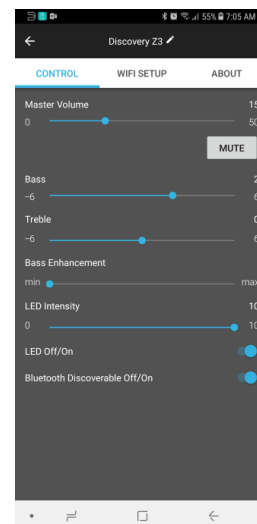 55% 7:05 AM
Discovery Z3
CONTROL WIFI SETUP ABOUT
Master Volume 15
0 50
MUTE
Bass 2
-6 6
Treble 0
-6 6
Bass Enhancement
min max
LED Intensity 10
0 10
LED Off/On
Bluetooth Discoverable Off/On